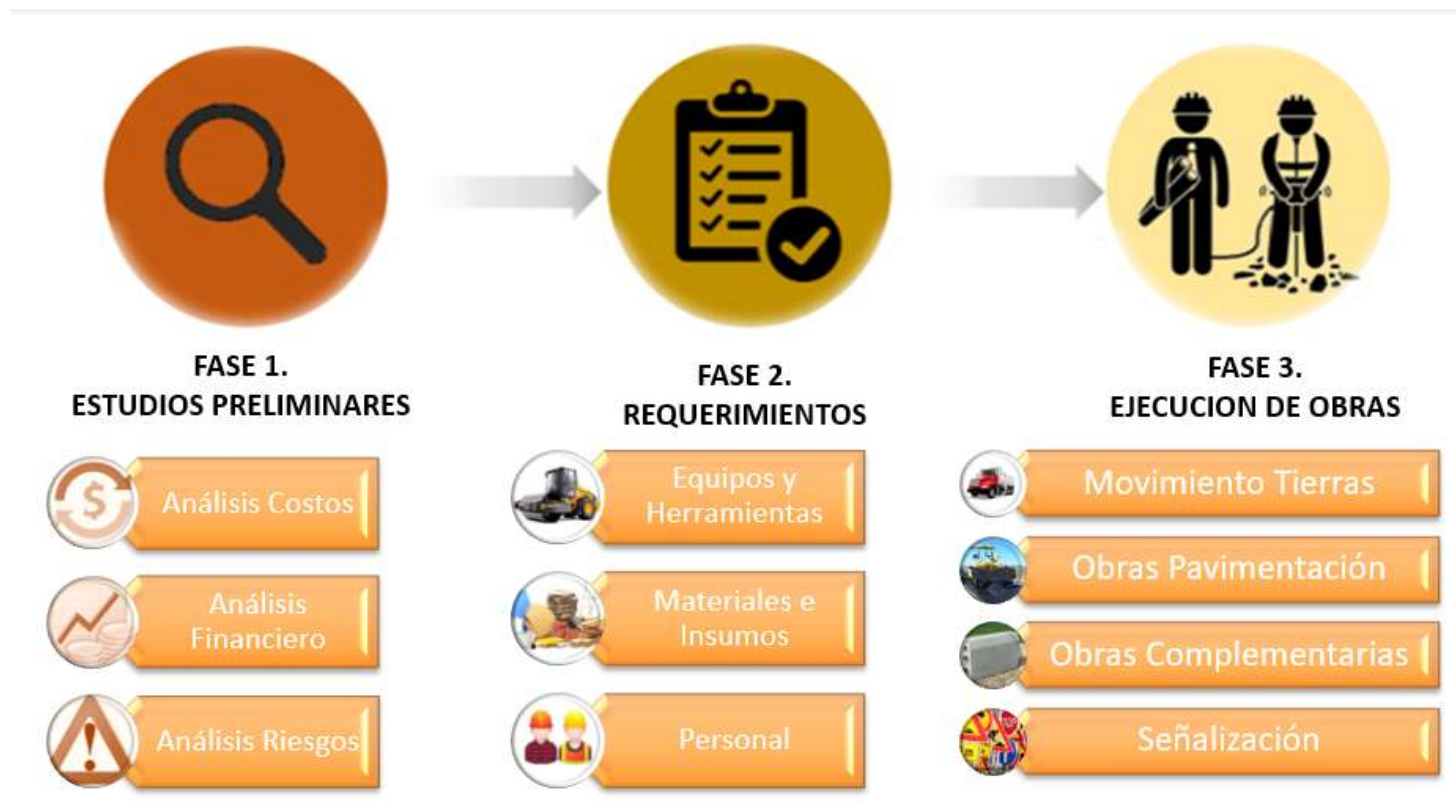 FASE 1.
ESTUDIOS PRELIMINARES
Análisis Costos
Análisis
Financiero
Análisis Riesgos
FASE 2.
REQUERIMIENTOS
Equipos y
Herramientas
Materiales e
Insumos
Personal
FASE 3.
EJECUCION DE OBRAS
Movimiento Tierras
Obras Pavimentación
Obras Complementarias
Señalización